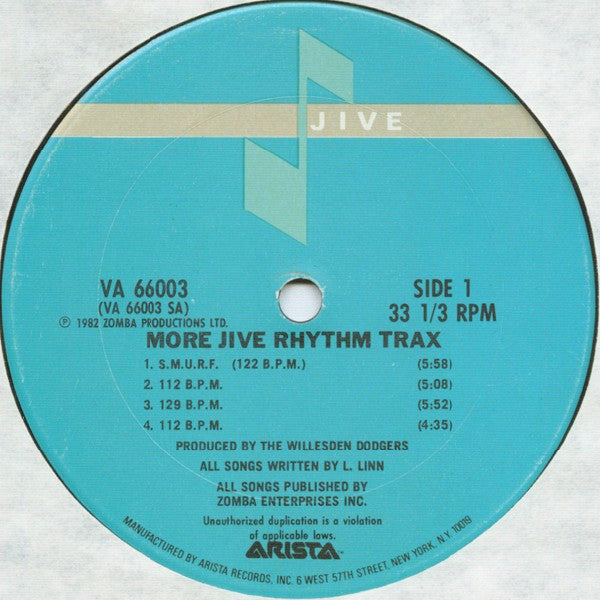 JIVE
VA 66003
(VA 66003 SA)
℗ 1982 ZOMBA PRODUCTIONS LTD.
SIDE 1
33 1/3 RPM
MORE JIVE RHYTHM TRAX
1. S.M.U.R.F. (122 B.P.M.) (5:58)
2. 112 B.P.M. (5:08)
3. 129 B.P.M. (5:52)
4. 112 B.P.M. (4:35)
PRODUCED BY THE WILLESDEN DODGERS
ALL SONGS WRITTEN BY L. LINN
ALL SONGS PUBLISHED BY
ZOMBA ENTERPRISES INC.
Unauthorized duplication is a violation
of applicable laws.
ARISTA
MANUFACTURED BY ARISTA RECORDS, INC. 6 WEST 57TH STREET, NEW YORK, N.Y. 10019